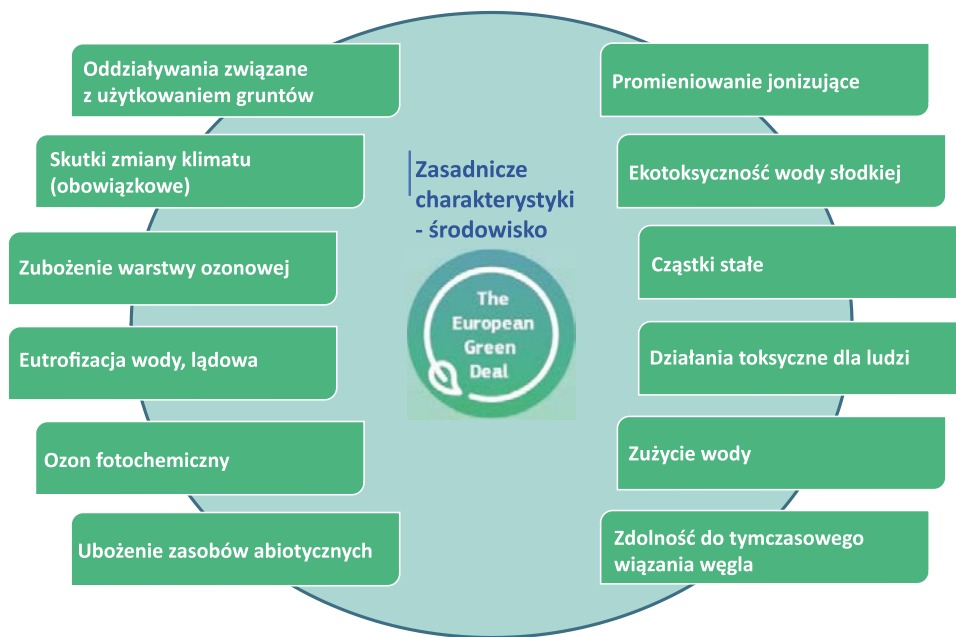 Zasadnicze
charakterystyki
- środowisko
The
European
Green
Deal
Oddziaływania związane
z użytkowaniem gruntów
Skutki zmiany klimatu
(obowiązkowe)
Zubożenie warstwy ozonowej
Eutrofizacja wody, lądowa
Ozon fotochemiczny
Ubożenie zasobów abiotycznych
Promieniowanie jonizujące
Ekotoksyczność wody słodkiej
Cząstki stałe
Działania toksyczne dla ludzi
Zużycie wody
Zdolność do tymczasowego
wiązania węgla